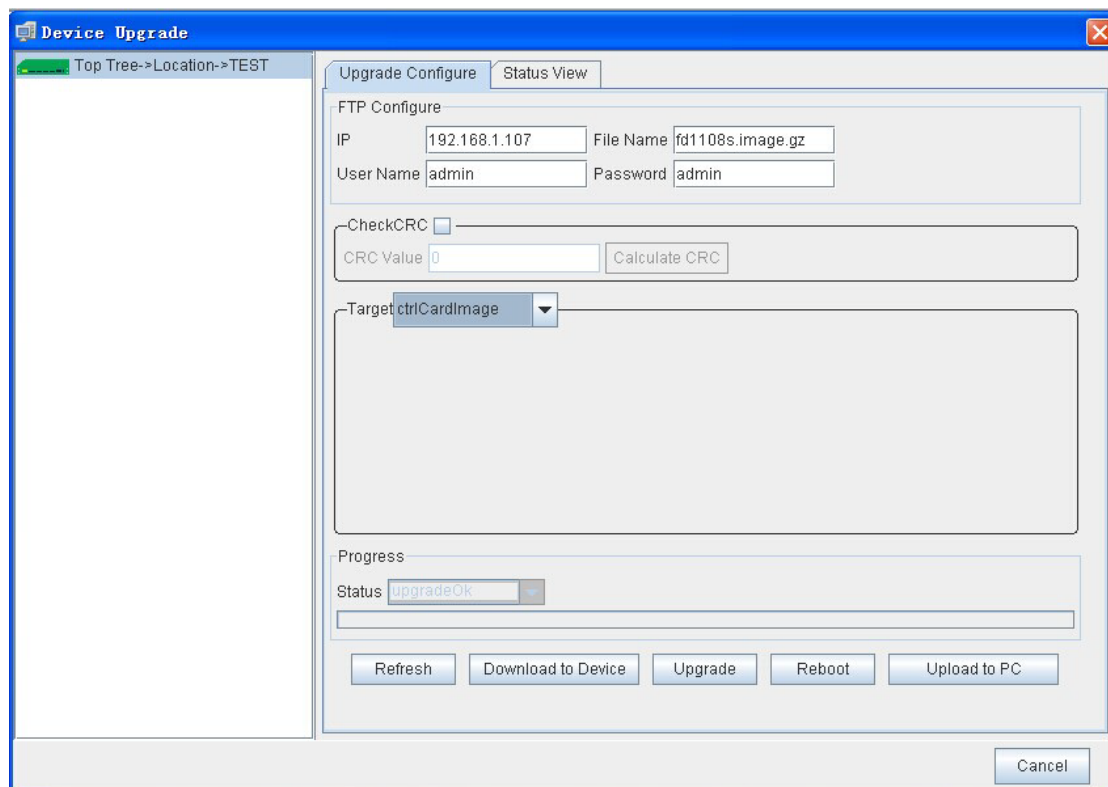 Device Upgrade
Top Tree->Location->TEST
Upgrade Configure Status View
FTP Configure
IP 192.168.1.107 File Name fd1108s.image.gz
User Name admin Password admin
CheckCRC
CRC Value 0 Calculate CRC
Target ctrlCardImage
Progress
Status upgradeOk
Refresh Download to Device Upgrade Reboot Upload to PC
Cancel